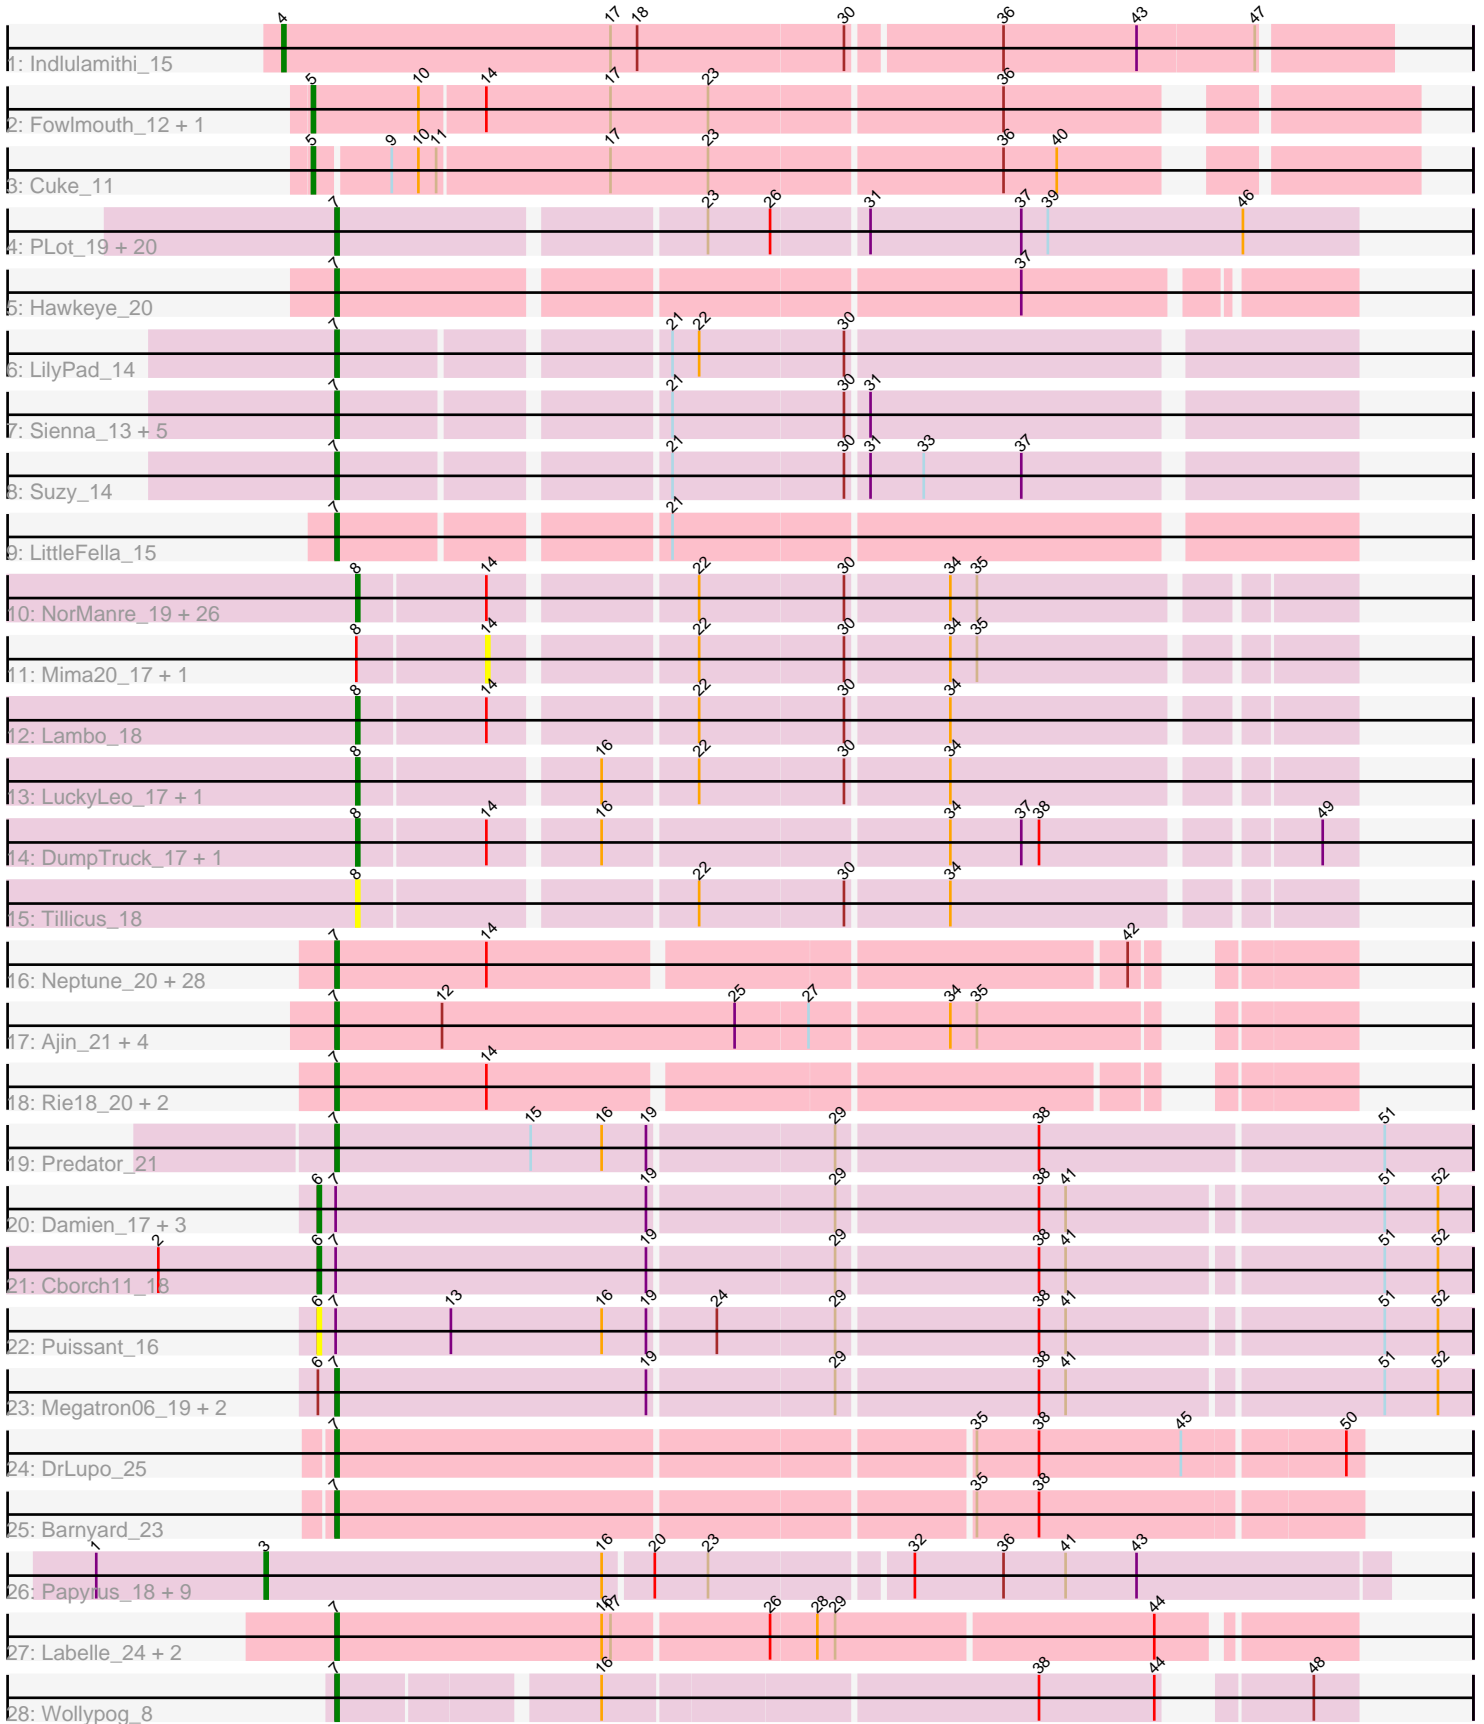 4 17 18 30 36 43 47
1: Indlulamithi_15
5 10 14 17 23 36
2: Fowlmouth_12 + 1
5 9 10 11 17 23 36 40
3: Cuke_11
7 23 26 31 37 39 46
4: PLot_19 + 20
7 37
5: Hawkeye_20
7 21 22 30
6: LilyPad_14
7 21 30 31
7: Sienna_13 + 5
7 21 30 31 33 37
8: Suzy_14
7 21
9: LittleFella_15
8 14 22 30 34 35
10: NorManre_19 + 26
8 14 22 30 34 35
11: Mima20_17 + 1
8 14 22 30 34
12: Lambo_18
8 16 22 30 34
13: LuckyLeo_17 + 1
8 14 16 34 37 38 49
14: DumpTruck_17 + 1
8 22 30 34
15: Tillicus_18
7 14 42
16: Neptune_20 + 28
7 12 25 27 34 35
17: Ajin_21 + 4
7 14
18: Rie18_20 + 2
7 15 16 19 29 38 51
19: Predator_21
6 7 19 29 38 41 51 52
20: Damien_17 + 3
2 6 7 19 29 38 41 51 52
21: Cborch11_18
6 7 13 16 19 24 29 38 41 51 52
22: Puissant_16
6 7 19 29 38 41 51 52
23: Megatron06_19 + 2
7 35 38 45 50
24: DrLupo_25
7 35 38
25: Barnyard_23
1 3 16 20 23 32 36 41 43
26: Papyrus_18 + 9
7 16 17 26 28 29 44
27: Labelle_24 + 2
7 16 38 44 48
28: Wollypog_8